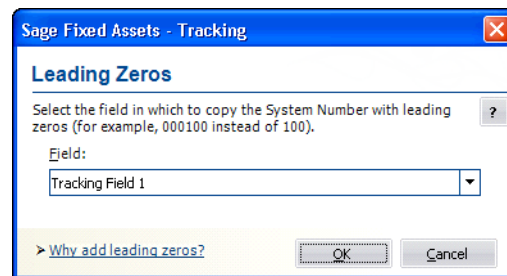 Sage Fixed Assets - Tracking
Leading Zeros
Select the field in which to copy the System Number with leading
zeros (for example, 000100 instead of 100).
?
Field:
Tracking Field 1
➤ Why add leading zeros?
OK
Cancel